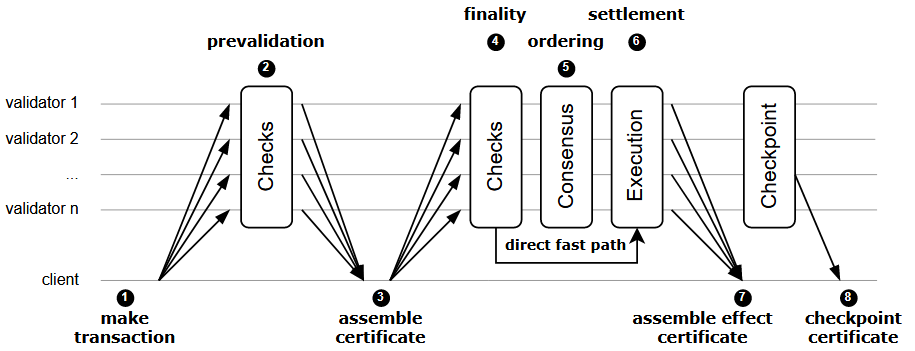 finality
settlement
4
6
prevalidation
ordering
2
5
validator 1
validator 2
...
validator n
client
Checks
Checks
Consensus
Execution
Checkpoint
direct fast path
1
make
transaction
3
assemble
certificate
7
assemble effect
certificate
8
checkpoint
certificate